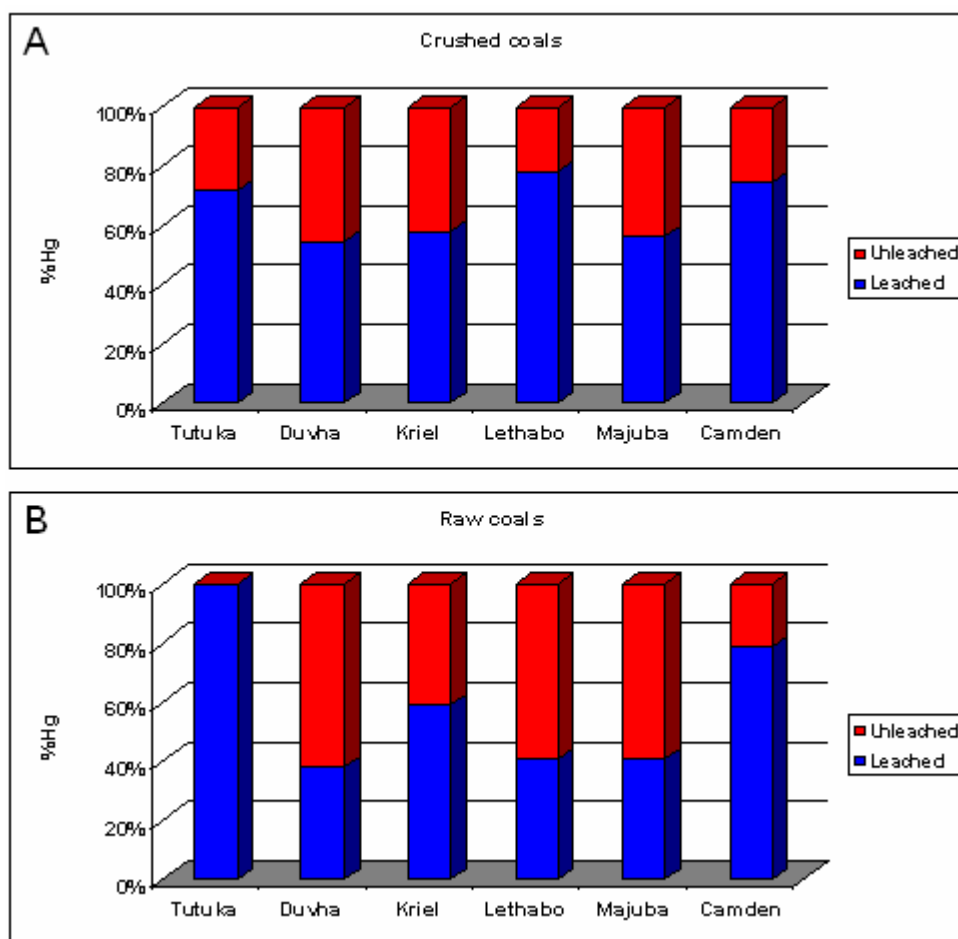 A
Crushed coals
100%
80%
60%
40%
20%
0%
%Hg
Tutuka Duvha Kriel Lethabo Majuba Camden
Unleached
Leached
B
Raw coals
100%
80%
60%
40%
20%
0%
%Hg
Tutuka Duvha Kriel Lethabo Majuba Camden
Unleached
Leached